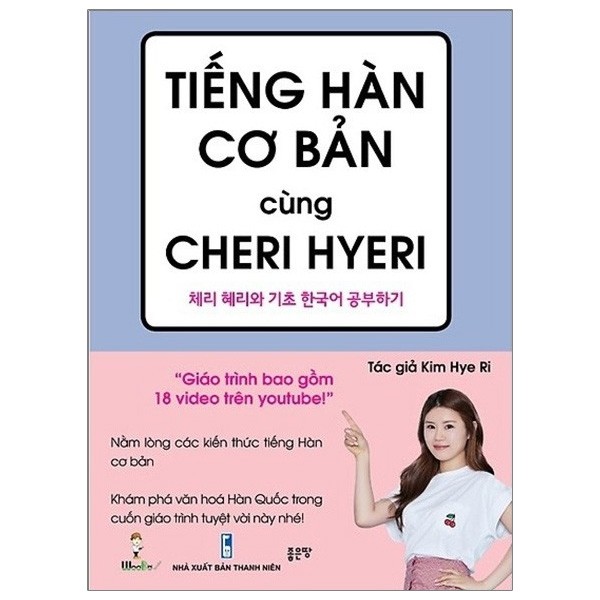 TIẾNG HÀN
CƠ BẢN
cùng
CHERI HYERI
체리 혜리와 기초 한국어 공부하기
Tác giả Kim Hye Ri
“Giáo trình bao gồm
18 video trên youtube!”
Nằm lòng các kiến thức tiếng Hàn
cơ bản
Khám phá văn hoá Hàn Quốc trong
cuốn giáo trình tuyệt vời này nhé!
WooBo
NHÀ XUẤT BẢN THANH NIÊN
좋은땅